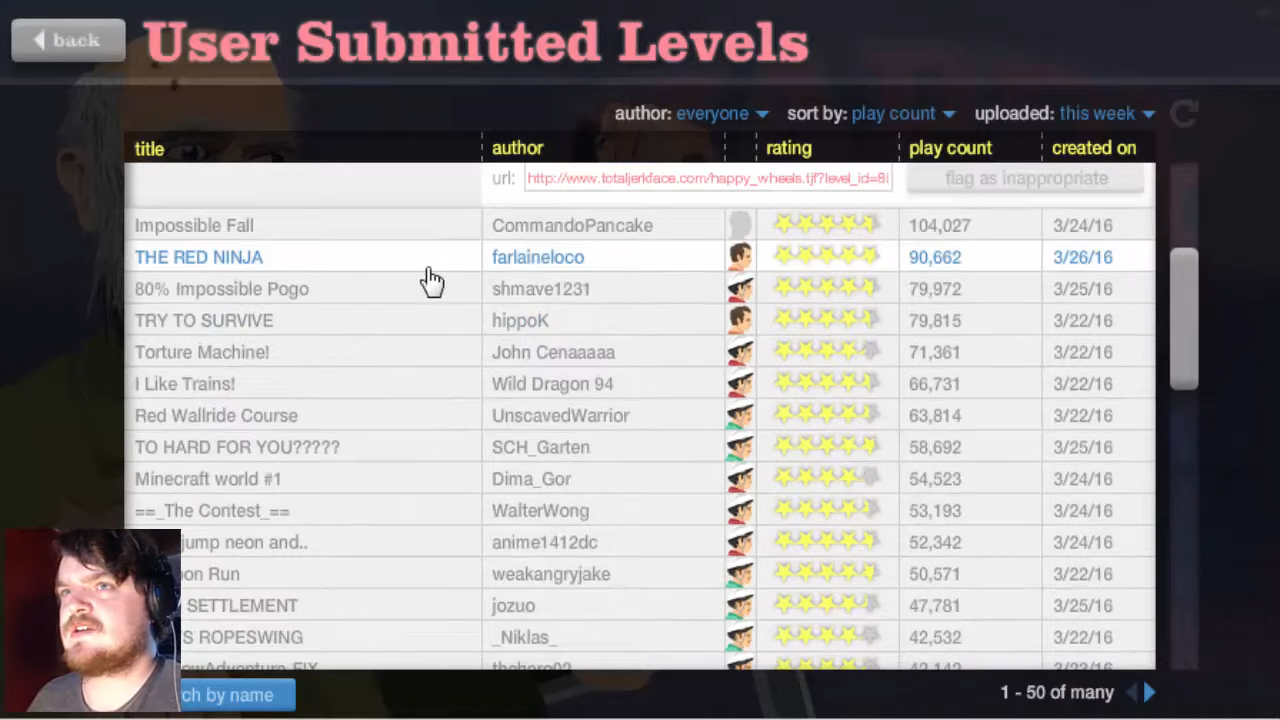 back
User Submitted Levels
author: everyone sort by: play count uploaded: this week
title author rating play count created on
url: http://www.totaljerkface.com/happy_wheels.tjf?level_id=8 flag as inappropriate
Impossible Fall CommandoPancake 104,027 3/24/16
THE RED NINJA farlaineloco 90,662 3/26/16
80% Impossible Pogo shmave1231 79,972 3/25/16
TRY TO SURVIVE hippoK 79,815 3/22/16
Torture Machine! John Cenaaaaa 71,361 3/22/16
I Like Trains! Wild Dragon 94 66,731 3/22/16
Red Wallride Course UnscavedWarrior 63,814 3/22/16
TO HARD FOR YOU????? SCH_Garten 58,692 3/25/16
Minecraft world #1 Dima_Gor 54,523 3/24/16
==_The Contest_== WalterWong 53,193 3/24/16
jump neon and.. anime1412dc 52,342 3/24/16
on Run weakangryjake 50,571 3/22/16
SETTLEMENT jozuo 47,781 3/25/16
S ROPESWING _Niklas_ 42,532 3/22/16
ch by name 1 - 50 of many